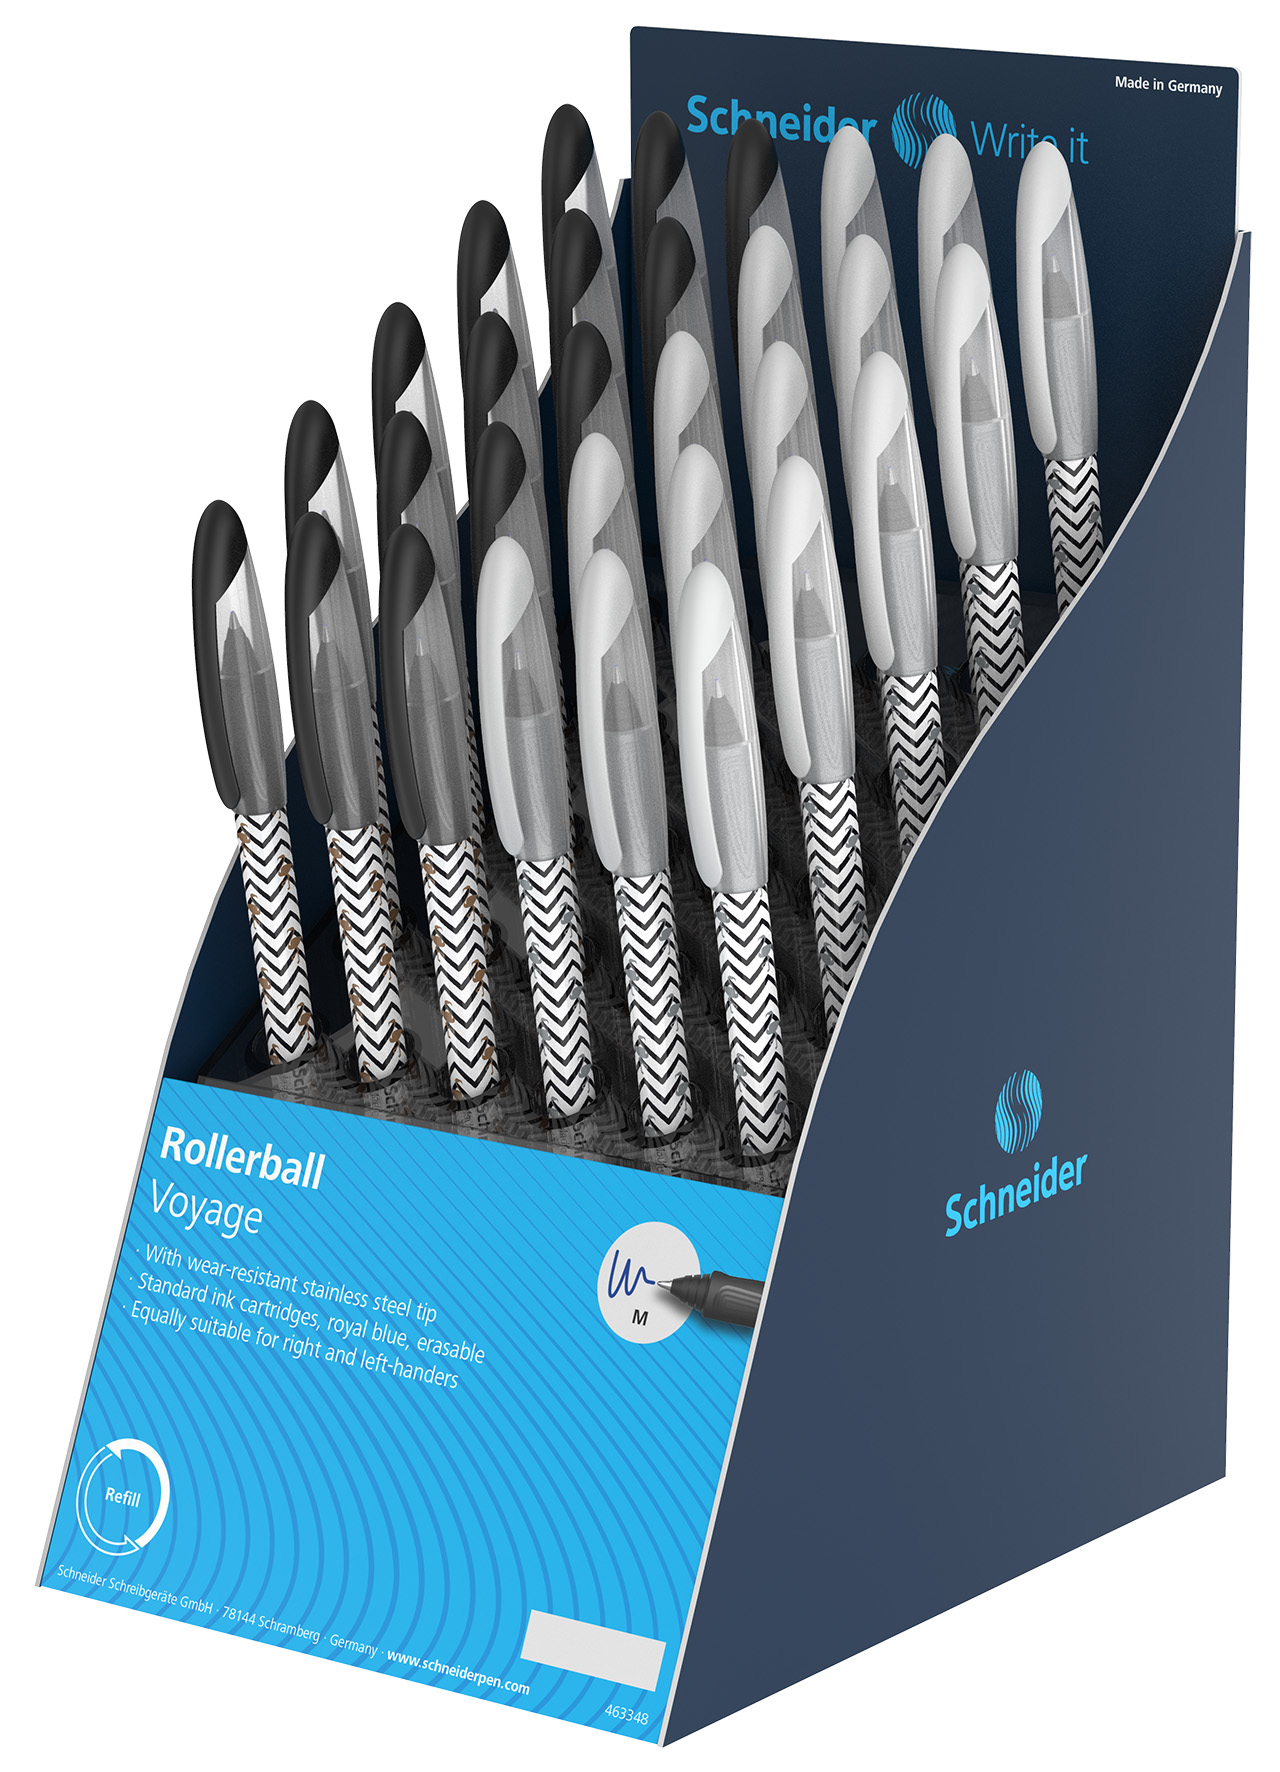 Made in Germany
Schneider Write it
Schneider
Rollerball
Voyage
· With wear-resistant stainless steel tip
· Standard ink cartridges, royal blue, erasable
· Equally suitable for right and left-handers
M
Refill
Schneider Schreibgeräte GmbH · 78144 Schramberg · Germany · www.schneiderpen.com
463348